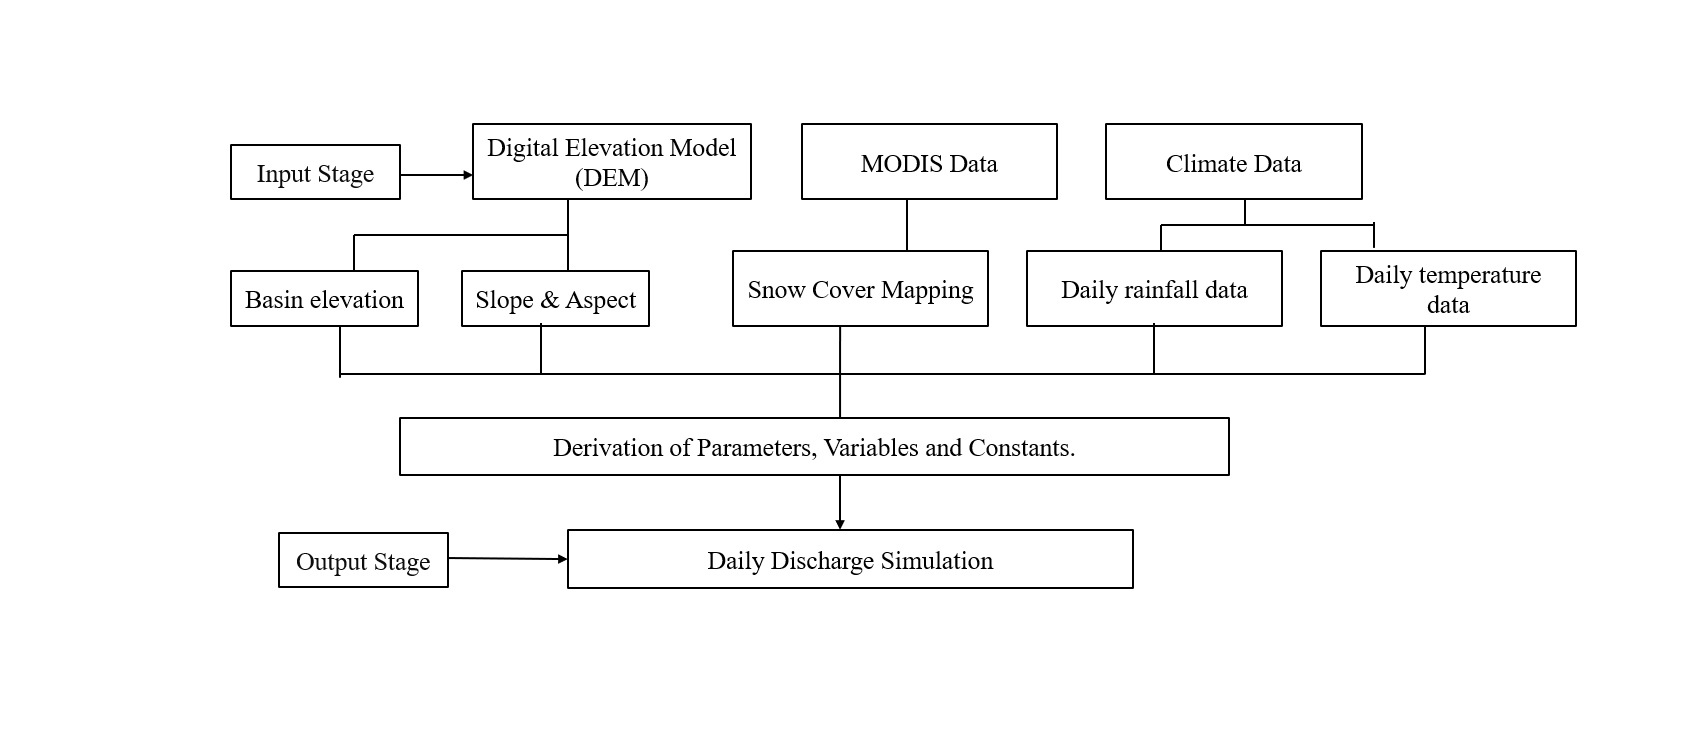 Input Stage
Digital Elevation Model
(DEM)
MODIS Data
Climate Data
Basin elevation
Slope & Aspect
Snow Cover Mapping
Daily rainfall data
Daily temperature
data
Derivation of Parameters, Variables and Constants.
Output Stage
Daily Discharge Simulation